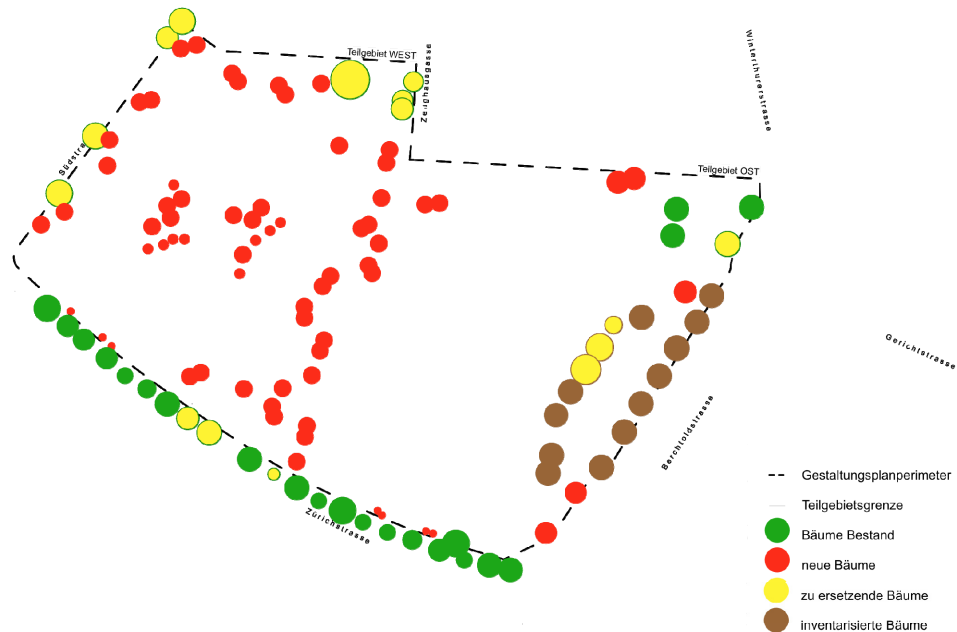 Teilgebiet WEST
Zeughausgasse
Winterthurerstrasse
Teilgebiet OST
Gerichtstrasse
Berchtoldstrasse
Zürichstrasse
Gestaltungsplanperimeter
Teilgebietsgrenze
Bäume Bestand
neue Bäume
zu ersetzende Bäume
inventarisierte Bäume